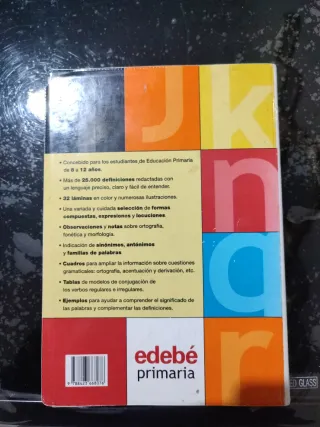 J
k
n
q
r
• Concebido para los estudiantes de Educación Primaria
de 6 a 12 años.
• Más de 25.000 definiciones redactadas con
un lenguaje preciso, claro y fácil de entender.
• 32 láminas en color y numerosas ilustraciones.
• Una variada y cuidada selección de formas
compuestas, expresiones y locuciones
• Observaciones y notas sobre ortografía,
fonética y morfología.
• Indicación de sinónimos, antónimos
y familias de palabras
• Cuadros para ampliar la información sobre cuestiones
gramaticales: ortografía, acentuación y derivación, etc.
• Tablas de modelos de conjugación de
los verbos regulares e irregulares.
• Ejemplos para ayudar a comprender el significado de
las palabras y complementar las definiciones.
edebé
primaria
GLASS